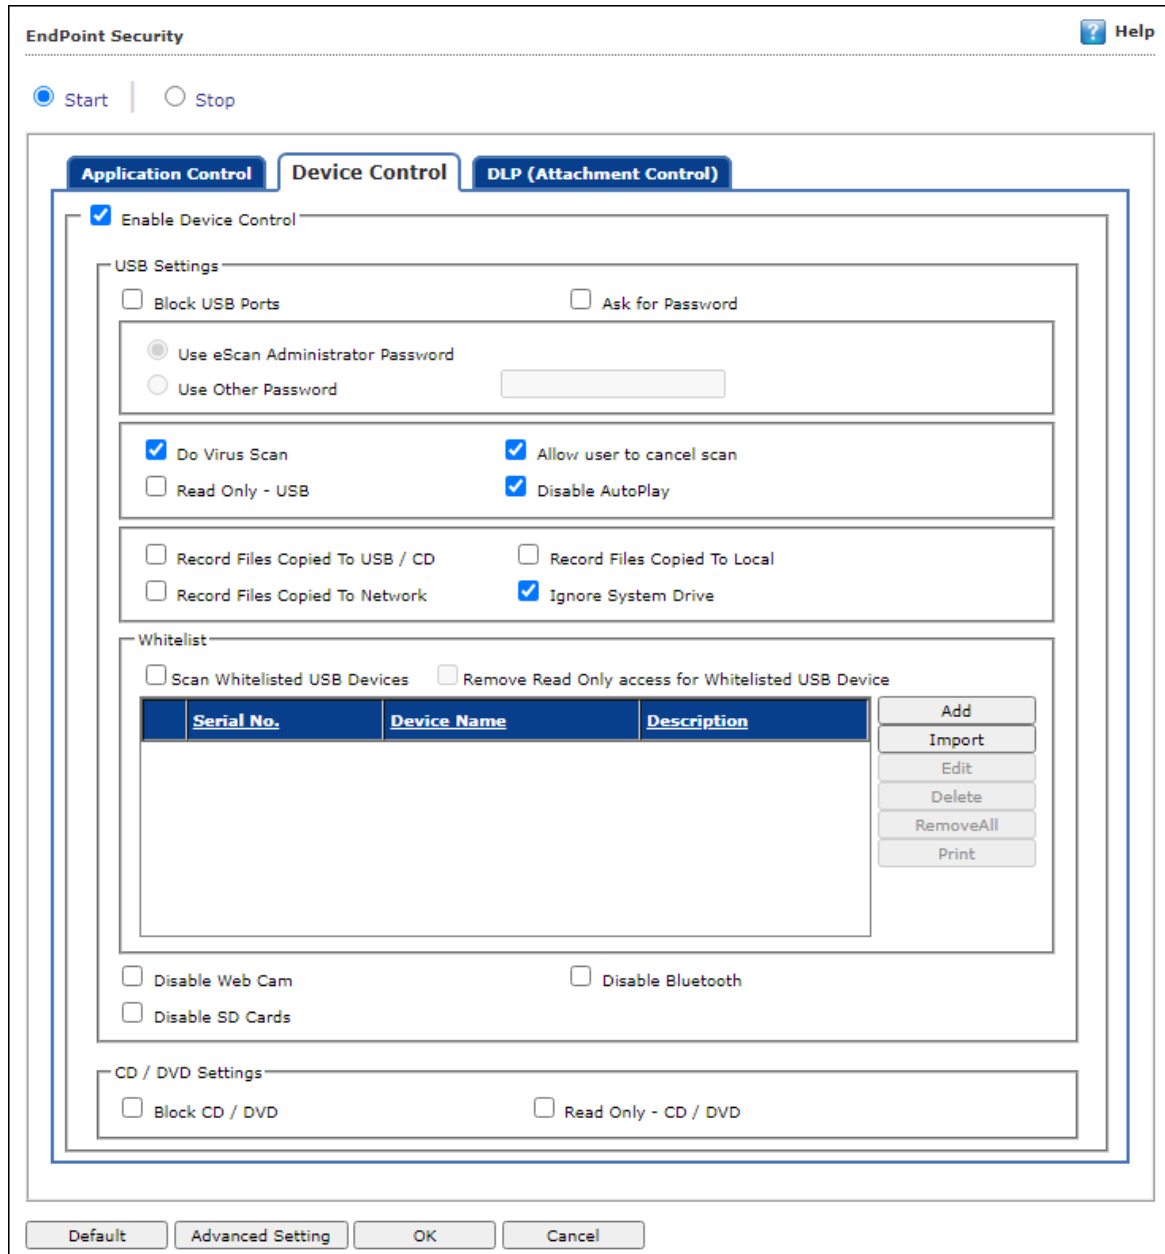 EndPoint Security
? Help
Start Stop
Application Control Device Control DLP (Attachment Control)
Enable Device Control
USB Settings
Block USB Ports Ask for Password
Use eScan Administrator Password
Use Other Password
Do Virus Scan Allow user to cancel scan
Read Only - USB Disable AutoPlay
Record Files Copied To USB / CD Record Files Copied To Local
Record Files Copied To Network Ignore System Drive
Whitelist
Scan Whitelisted USB Devices Remove Read Only access for Whitelisted USB Device
Serial No. Device Name Description
Add
Import
Edit
Delete
RemoveAll
Print
Disable Web Cam Disable Bluetooth
Disable SD Cards
CD / DVD Settings
Block CD / DVD Read Only - CD / DVD
Default Advanced Setting OK Cancel